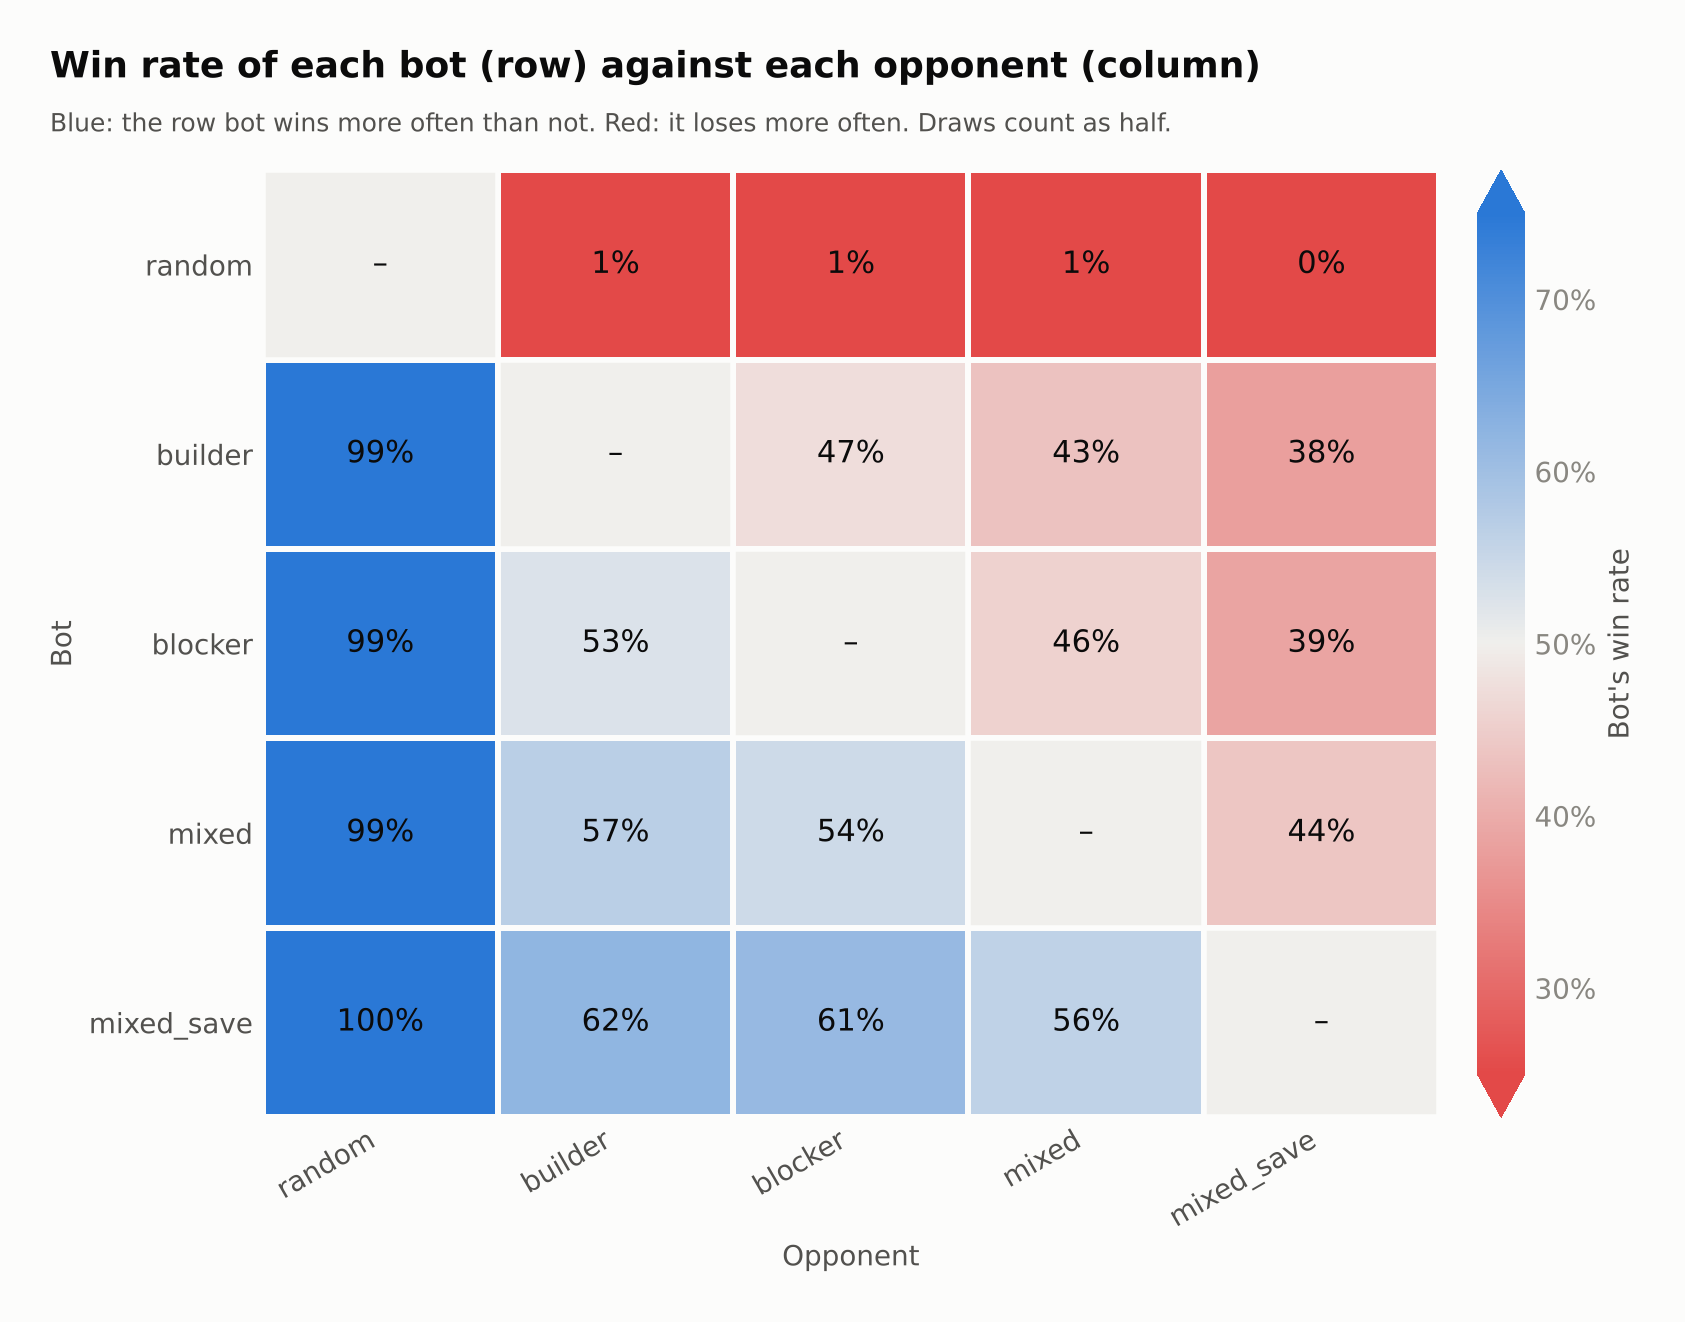 Win rate of each bot (row) against each opponent (column)
Blue: the row bot wins more often than not. Red: it loses more often. Draws count as half.
random – 1% 1% 1% 0%
builder 99% – 47% 43% 38%
blocker 99% 53% – 46% 39%
mixed 99% 57% 54% – 44%
mixed_save 100% 62% 61% 56% –
Bot
random builder blocker mixed mixed_save
Opponent
70%
60%
50%
40%
30%
Bot's win rate